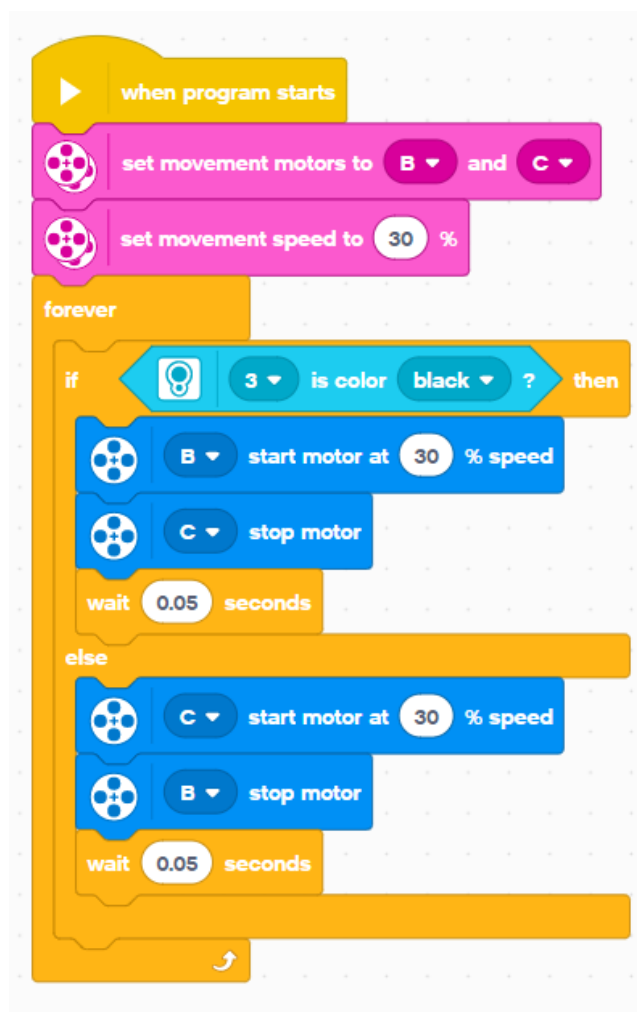 when program starts
set movement motors to B and C
set movement speed to 30 %
forever
if 3 is color black ? then
B start motor at 30 % speed
C stop motor
wait 0.05 seconds
else
C start motor at 30 % speed
B stop motor
wait 0.05 seconds